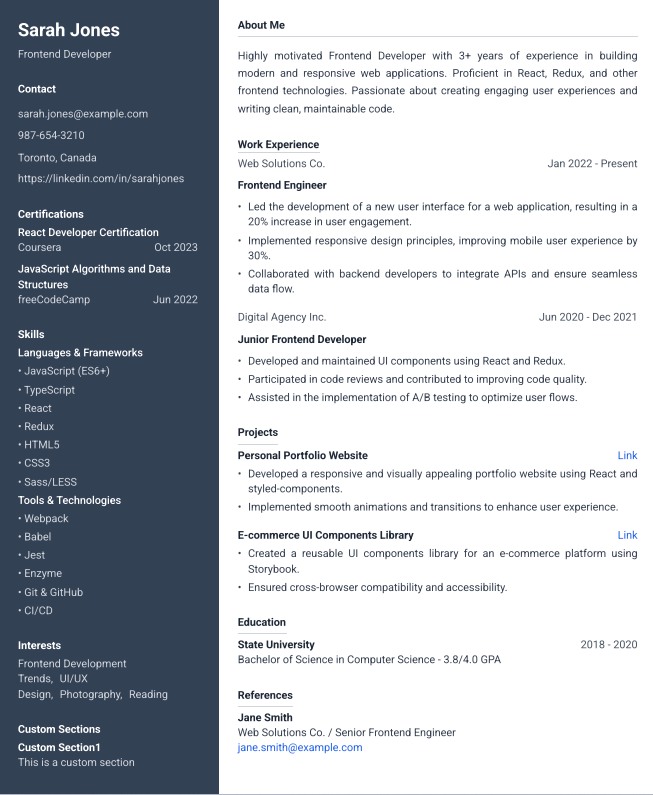 Sarah Jones
Frontend Developer
Contact
sarah.jones@example.com
987-654-3210
Toronto, Canada
https://linkedin.com/in/sarahjones
Certifications
React Developer Certification
Coursera Oct 2023
JavaScript Algorithms and Data
Structures
freeCodeCamp Jun 2022
Skills
Languages & Frameworks
• JavaScript (ES6+)
• TypeScript
• React
• Redux
• HTML5
• CSS3
• Sass/LESS
Tools & Technologies
• Webpack
• Babel
• Jest
• Enzyme
• Git & GitHub
• CI/CD
Interests
Frontend Development
Trends, UI/UX
Design, Photography, Reading
Custom Sections
Custom Section1
This is a custom section
About Me
Highly motivated Frontend Developer with 3+ years of experience in building
modern and responsive web applications. Proficient in React, Redux, and other
frontend technologies. Passionate about creating engaging user experiences and
writing clean, maintainable code.
Work Experience
Web Solutions Co. Jan 2022 - Present
Frontend Engineer
• Led the development of a new user interface for a web application, resulting in a
20% increase in user engagement.
• Implemented responsive design principles, improving mobile user experience by
30%.
• Collaborated with backend developers to integrate APIs and ensure seamless
data flow.
Digital Agency Inc. Jun 2020 - Dec 2021
Junior Frontend Developer
• Developed and maintained UI components using React and Redux.
• Participated in code reviews and contributed to improving code quality.
• Assisted in the implementation of A/B testing to optimize user flows.
Projects
Personal Portfolio Website Link
• Developed a responsive and visually appealing portfolio website using React and
styled-components.
• Implemented smooth animations and transitions to enhance user experience.
E-commerce UI Components Library Link
• Created a reusable UI components library for an e-commerce platform using
Storybook.
• Ensured cross-browser compatibility and accessibility.
Education
State University 2018 - 2020
Bachelor of Science in Computer Science - 3.8/4.0 GPA
References
Jane Smith
Web Solutions Co. / Senior Frontend Engineer
jane.smith@example.com